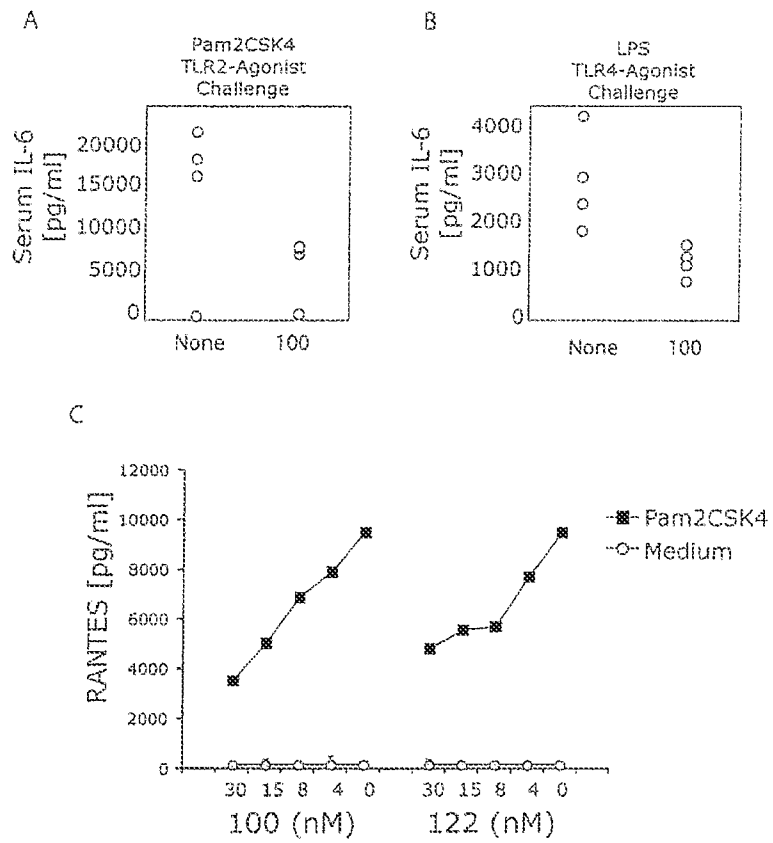 A
Pam2CSK4
TLR2-Agonist
Challenge
Serum IL-6
[pg/ml]
20000
15000
10000
5000
0
None 100
B
LPS
TLR4-Agonist
Challenge
Serum IL-6
[pg/ml]
4000
3000
2000
1000
0
None 100
C
RANTES [pg/ml]
12000
10000
8000
6000
4000
2000
0
30 15 8 4 0 30 15 8 4 0
100 (nM) 122 (nM)
Pam2CSK4
Medium